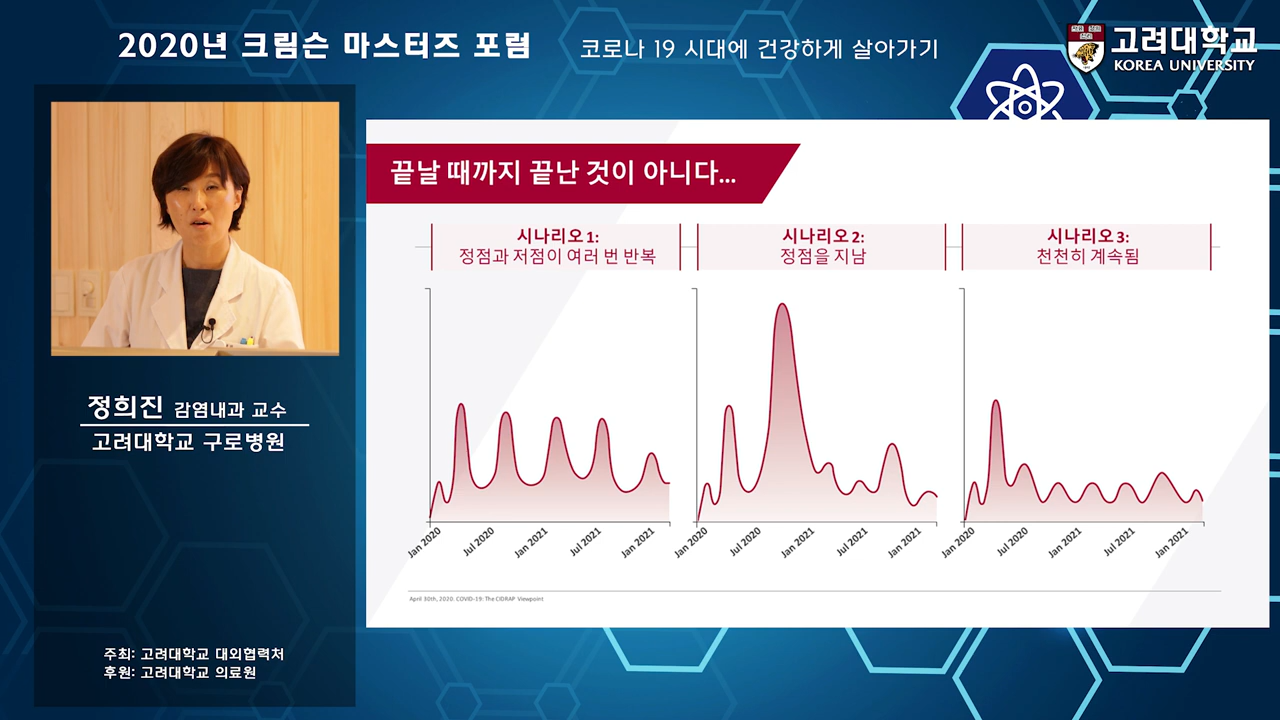 2020년 크림슨 마스터즈 포럼
코로나 19 시대에 건강하게 살아가기
고려대학교
KOREA UNIVERSITY
끝날 때까지 끝난 것이 아니다...
시나리오 1:
정점과 저점이 여러 번 반복
시나리오 2:
정점을 지남
시나리오 3:
천천히 계속됨
Jan 2020
Jul 2020
Jan 2021
Jul 2021
Jan 2021
Jan 2020
Jul 2020
Jan 2021
Jul 2021
Jan 2021
Jan 2020
Jul 2020
Jan 2021
Jul 2021
Jan 2021
April 30th, 2020. COVID-19: The CIDRAP Viewpoint
정희진 감염내과 교수
고려대학교 구로병원
주최: 고려대학교 대외협력처
후원: 고려대학교 의료원